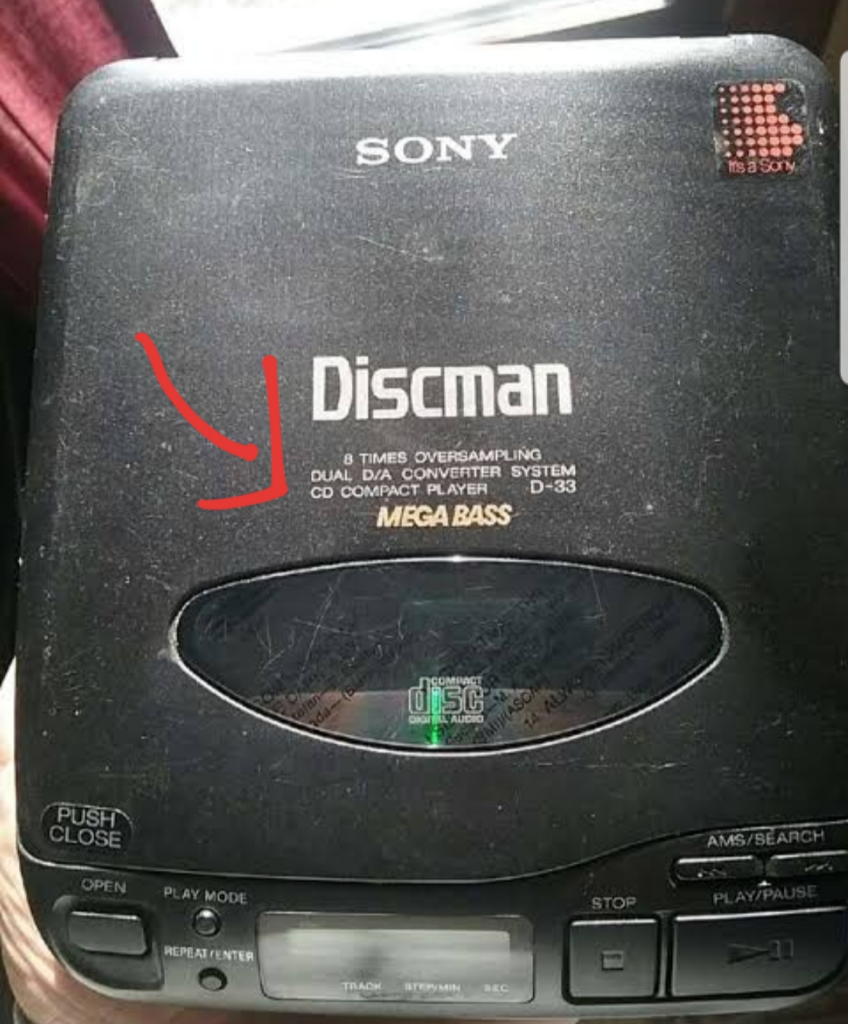 SONY
It's a Sony
Discman
8 TIMES OVERSAMPLING
DUAL D/A CONVERTER SYSTEM
CD COMPACT PLAYER D-33
MEGA BASS
COMPACT
disc
DIGITAL AUDIO
PUSH
CLOSE
AMS/SEARCH
OPEN
PLAY MODE
STOP
PLAY/PAUSE
REPEAT/ENTER
TRACK STEP/MIN SEC